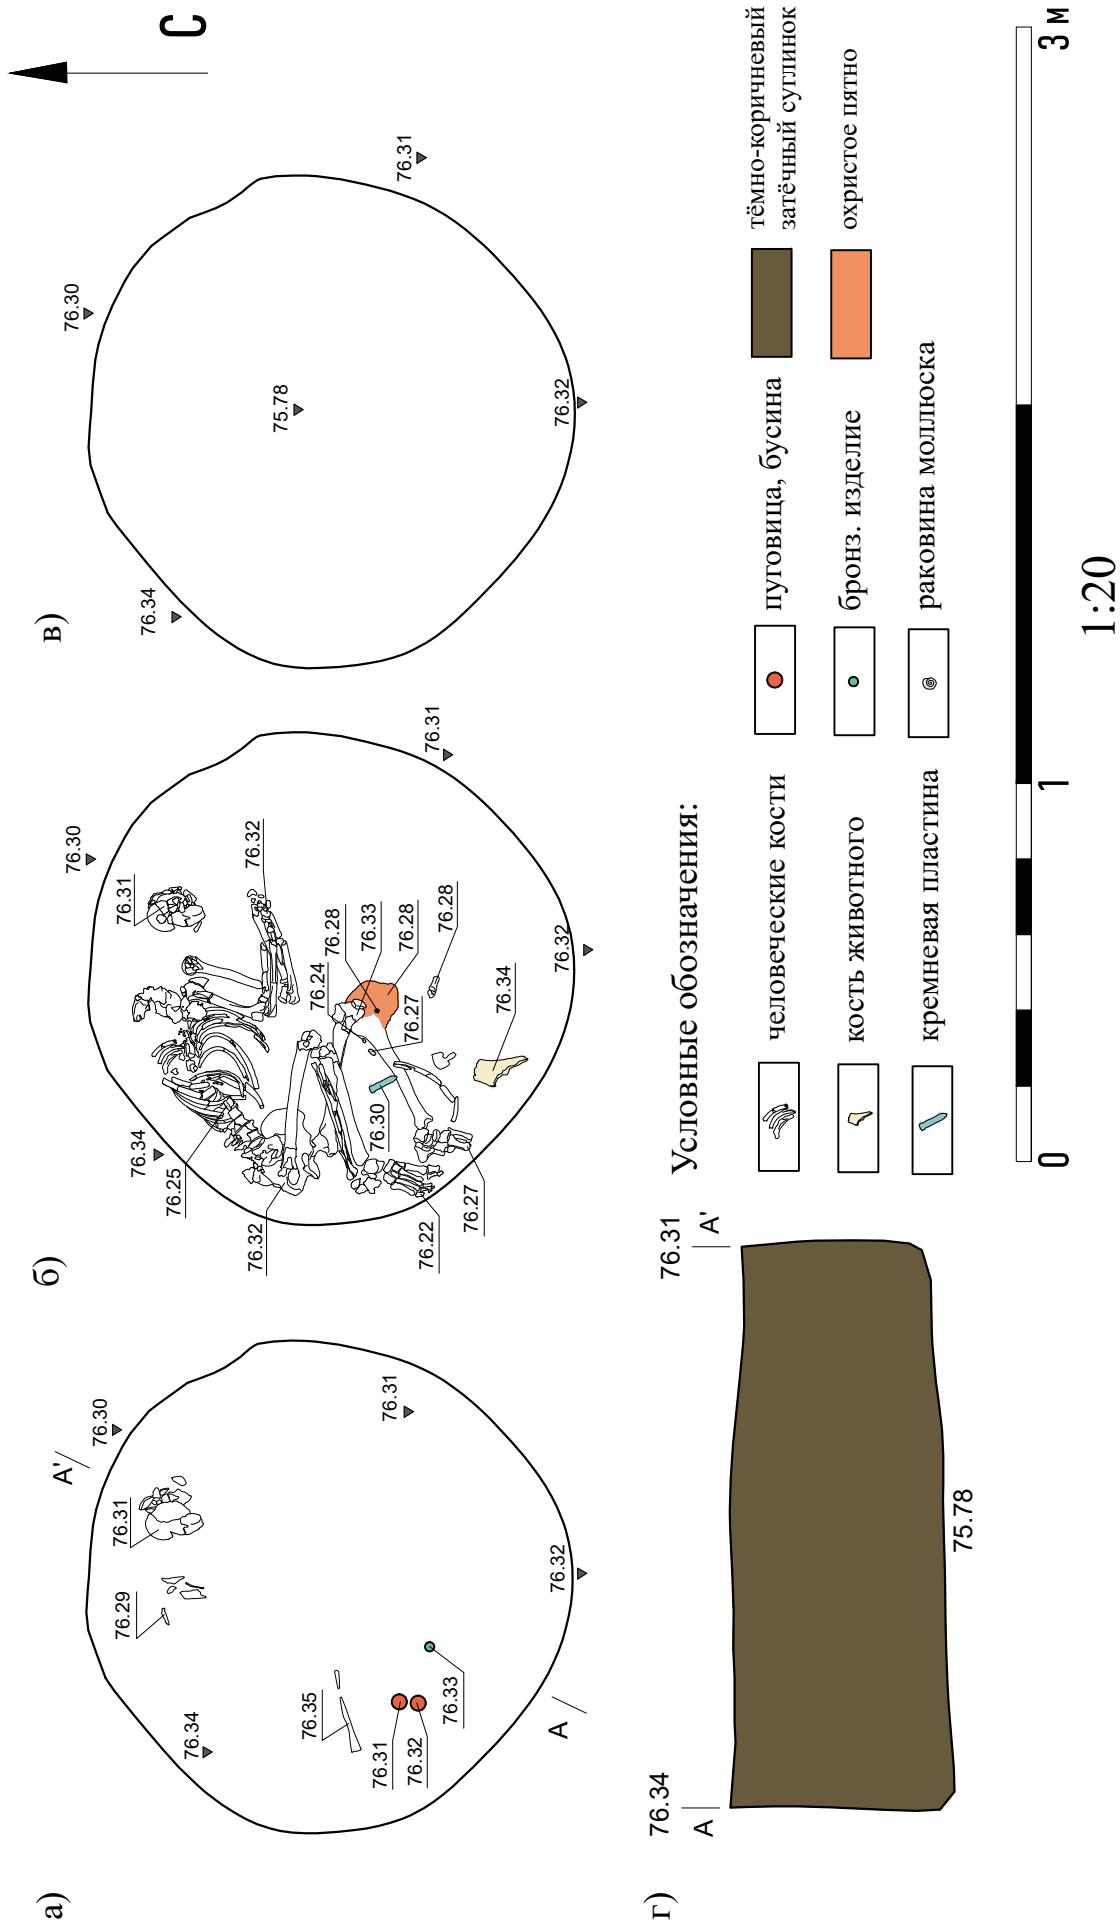 а)
А'
76.30
76.31
76.29
76.34
76.31
76.35
76.31
76.32
76.33
76.32
А
б)
76.30
76.31
76.34
76.25
76.32
76.32
76.31
76.24
76.28
76.33
76.28
76.28
76.27
76.30
76.34
76.22
76.27
76.32
в)
С
76.30
76.34
76.31
75.78
76.32
г)
76.34
А
76.31
А'
75.78
Условные обозначения:
человеческие кости
кость животного
кремневая пластина
пуговица, бусина
бронз. изделие
раковина моллюска
тёмно-коричневый
затёчный суглинок
охристое пятно
0
1
3 м
1:20